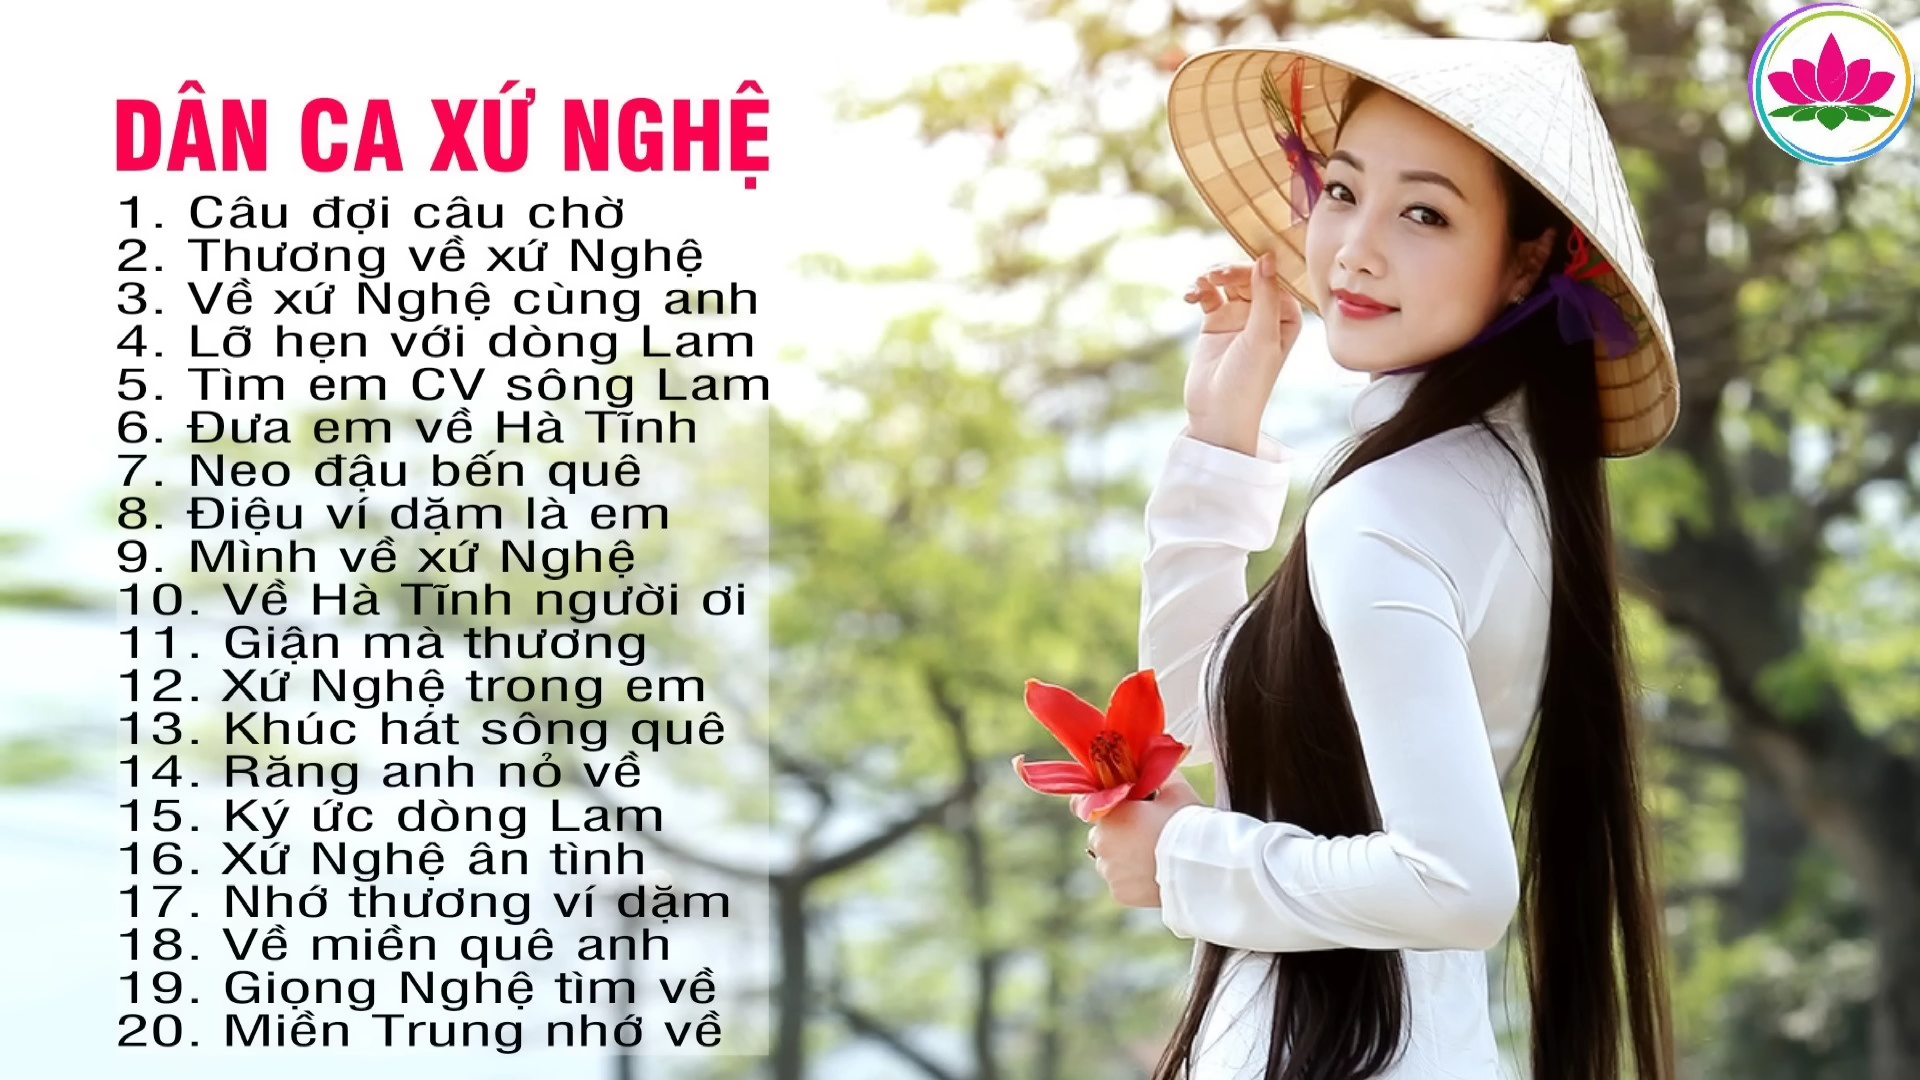 DÂN CA XỨ NGHỆ
1. Câu đợi câu chờ
2. Thương về xứ Nghệ
3. Về xứ Nghệ cùng anh
4. Lỡ hẹn với dòng Lam
5. Tìm em CV sông Lam
6. Đưa em về Hà Tĩnh
7. Neo đậu bến quê
8. Điệu ví dặm là em
9. Mình về xứ Nghệ
10. Về Hà Tĩnh người ơi
11. Giận mà thương
12. Xứ Nghệ trong em
13. Khúc hát sông quê
14. Răng anh nỏ về
15. Ký ức dòng Lam
16. Xứ Nghệ ân tình
17. Nhớ thương ví dặm
18. Về miền quê anh
19. Giọng Nghệ tìm về
20. Miền Trung nhớ về